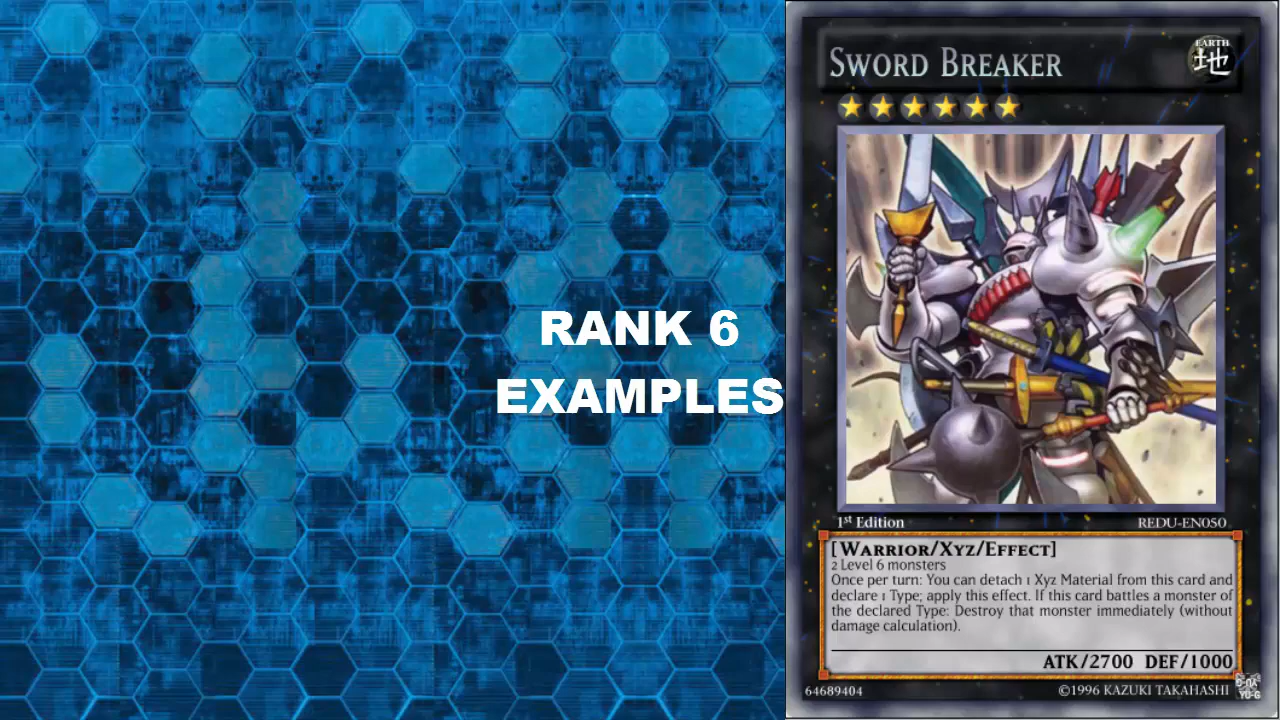 RANK 6
EXAMPLES
SWORD BREAKER
EARTH
地
1st Edition
REDU-EN050
[WARRIOR/XYZ/EFFECT]
2 Level 6 monsters
Once per turn: You can detach 1 Xyz Material from this card and
declare 1 Type; apply this effect. If this card battles a monster of
the declared Type: Destroy that monster immediately (without
damage calculation).
ATK/2700 DEF/1000
64689404
©1996 KAZUKI TAKAHASHI